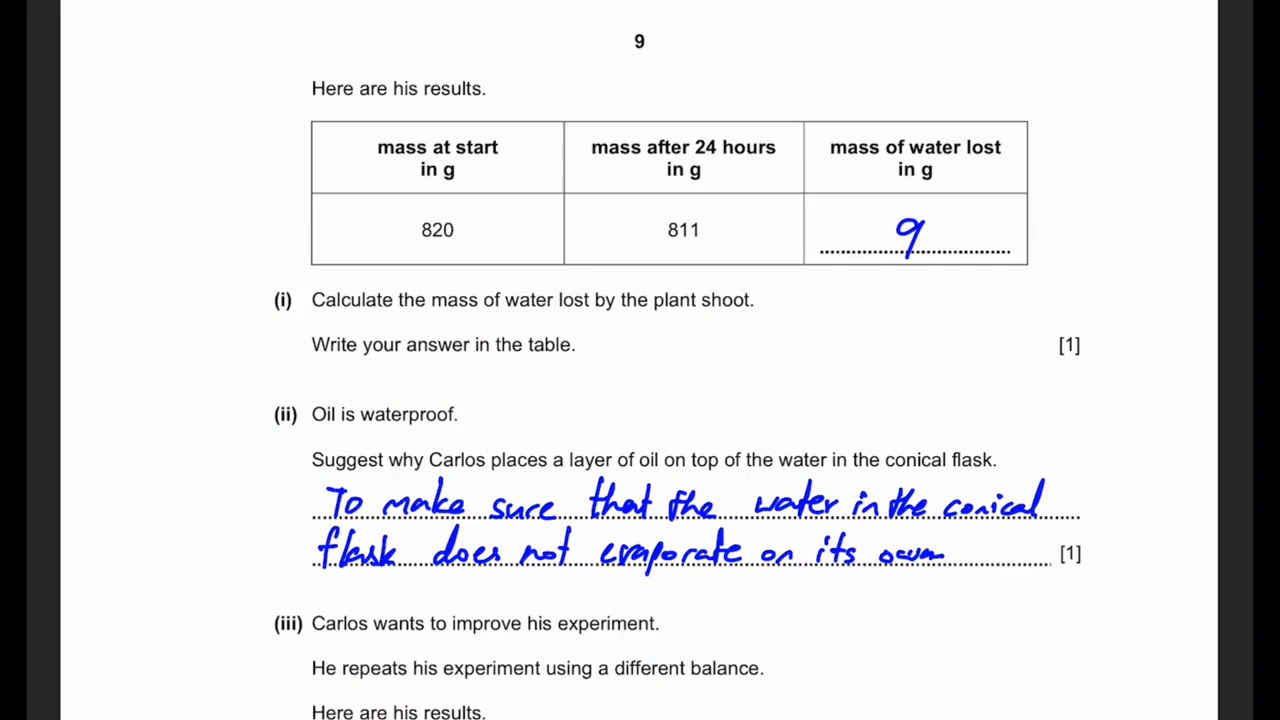 9
Here are his results.
mass at start in g | mass after 24 hours in g | mass of water lost in g
820 | 811 | 9
(i) Calculate the mass of water lost by the plant shoot.
Write your answer in the table. [1]
(ii) Oil is waterproof.
Suggest why Carlos places a layer of oil on top of the water in the conical flask.
To make sure that the water in the conical
flask does not evaporate on its own [1]
(iii) Carlos wants to improve his experiment.
He repeats his experiment using a different balance.
Here are his results.